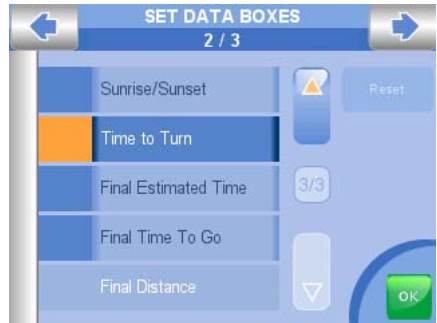 SET DATA BOXES
2 / 3
Sunrise/Sunset
Reset
Time to Turn
Final Estimated Time
3/3
Final Time To Go
Final Distance
OK